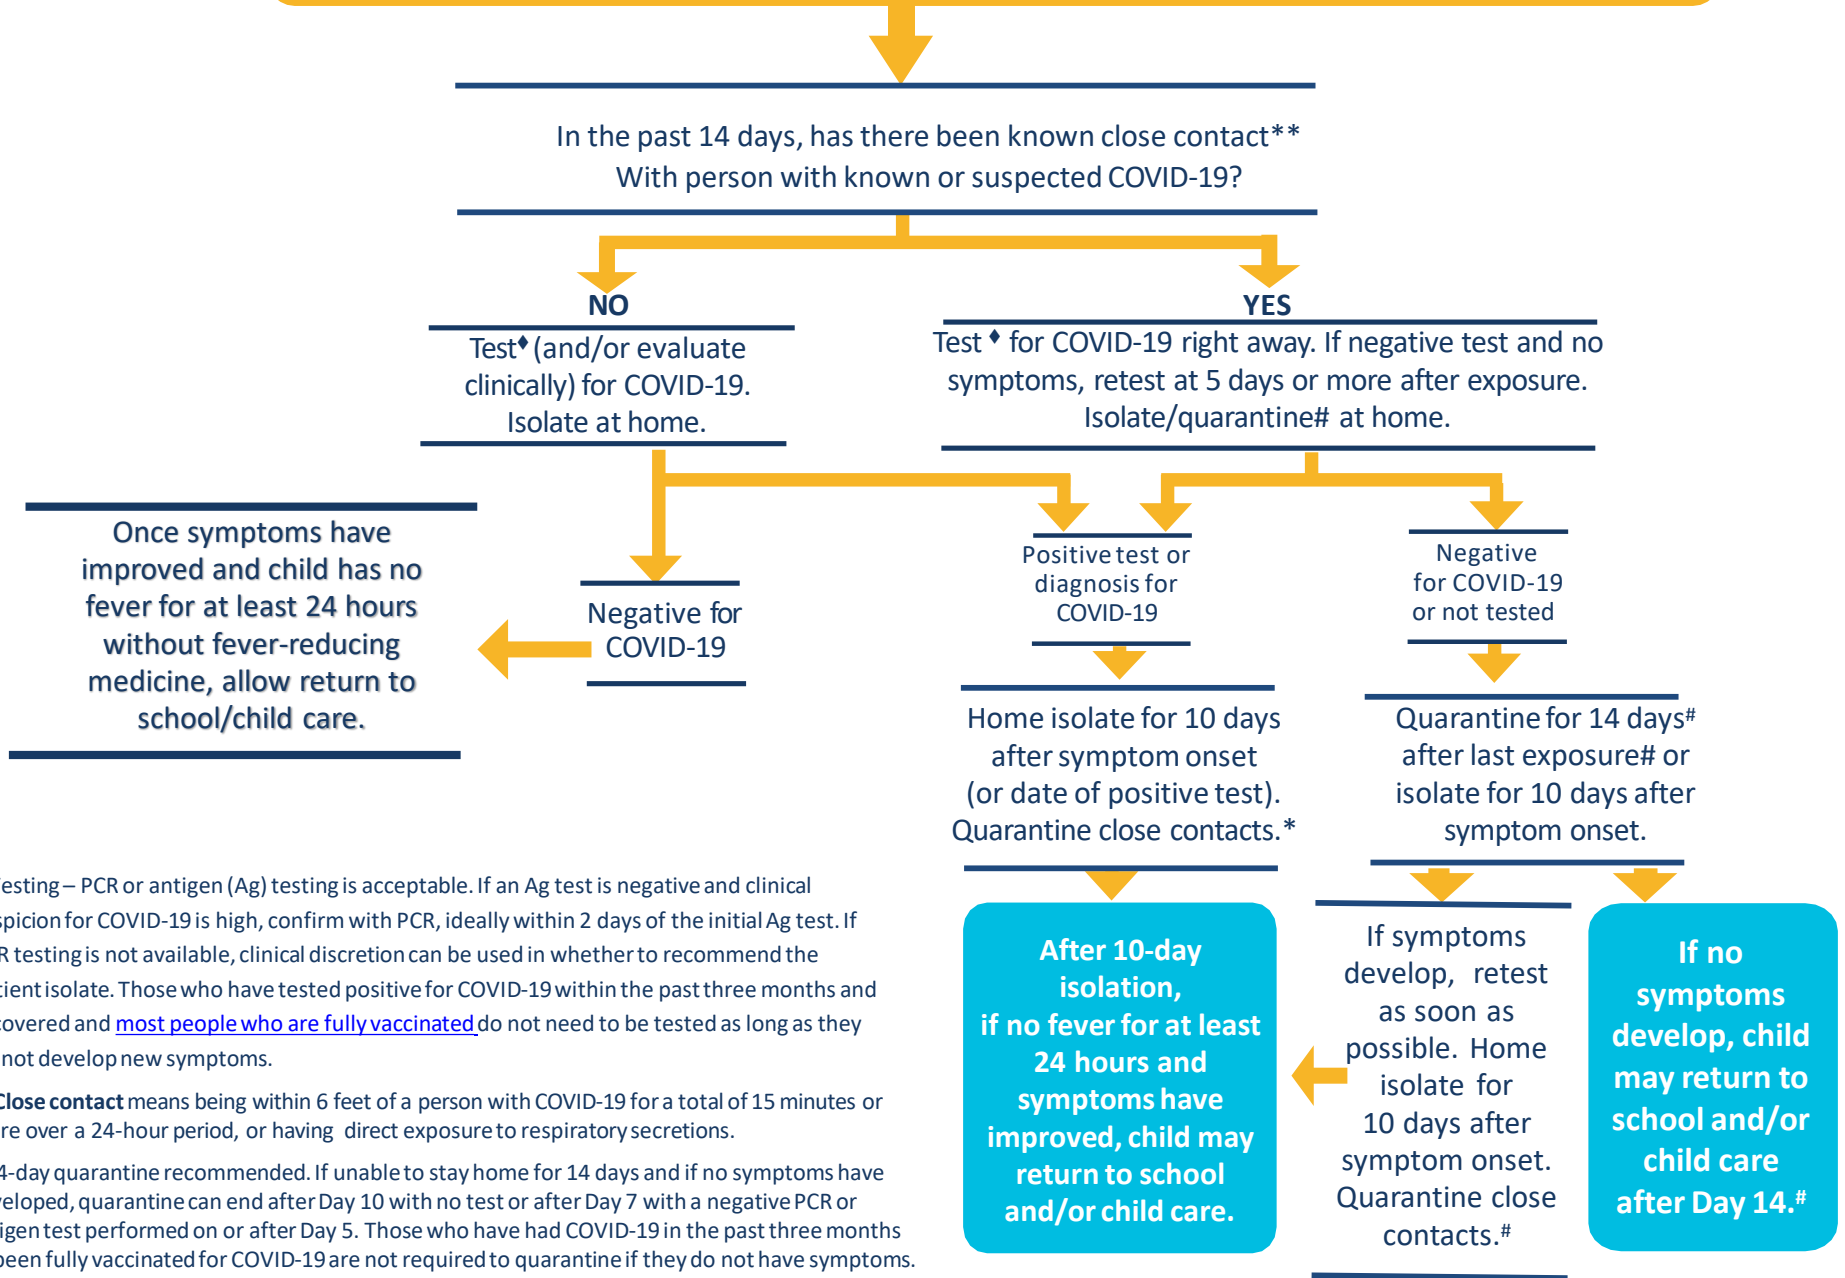 In the past 14 days, has there been known close contact**
With person with known or suspected COVID-19?
NO
Test♦ (and/or evaluate
clinically) for COVID-19.
Isolate at home.
YES
Test ♦ for COVID-19 right away. If negative test and no
symptoms, retest at 5 days or more after exposure.
Isolate/quarantine# at home.
Once symptoms have
improved and child has no
fever for at least 24 hours
without fever-reducing
medicine, allow return to
school/child care.
Negative for
COVID-19
Positive test or
diagnosis for
COVID-19
Negative
for COVID-19
or not tested
Home isolate for 10 days
after symptom onset
(or date of positive test).
Quarantine close contacts.*
Quarantine for 14 days#
after last exposure# or
isolate for 10 days after
symptom onset.
After 10-day
isolation,
if no fever for at least
24 hours and
symptoms have
improved, child may
return to school
and/or child care.
If symptoms
develop, retest
as soon as
possible. Home
isolate for
10 days after
symptom onset.
Quarantine close
contacts.#
If no
symptoms
develop, child
may return to
school and/or
child care
after Day 14.#
esting – PCR or antigen (Ag) testing is acceptable. If an Ag test is negative and clinical
spicion for COVID-19 is high, confirm with PCR, ideally within 2 days of the initial Ag test. If
R testing is not available, clinical discretion can be used in whether to recommend the
tient isolate. Those who have tested positive for COVID-19 within the past three months and
covered and most people who are fully vaccinated do not need to be tested as long as they
not develop new symptoms.
Close contact means being within 6 feet of a person with COVID-19 for a total of 15 minutes or
re over a 24-hour period, or having direct exposure to respiratory secretions.
4-day quarantine recommended. If unable to stay home for 14 days and if no symptoms have
veloped, quarantine can end after Day 10 with no test or after Day 7 with a negative PCR or
igen test performed on or after Day 5. Those who have had COVID-19 in the past three months
been fully vaccinated for COVID-19 are not required to quarantine if they do not have symptoms.